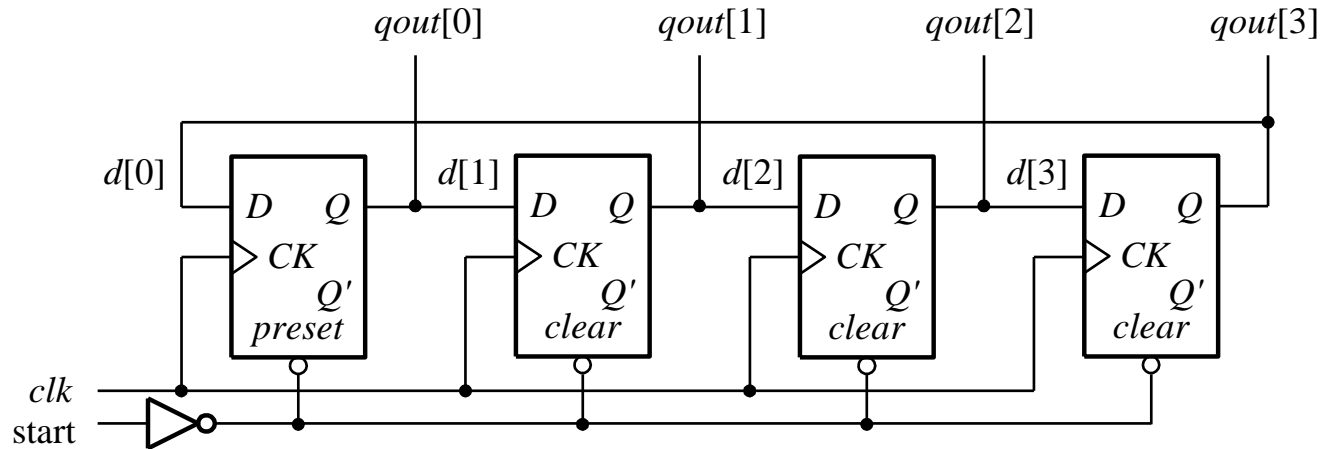 qout[0] qout[1] qout[2] qout[3]
d[0] d[1] d[2] d[3]
D Q D Q D Q D Q
CK CK CK CK
Q' Q' Q' Q'
preset clear clear clear
clk
start